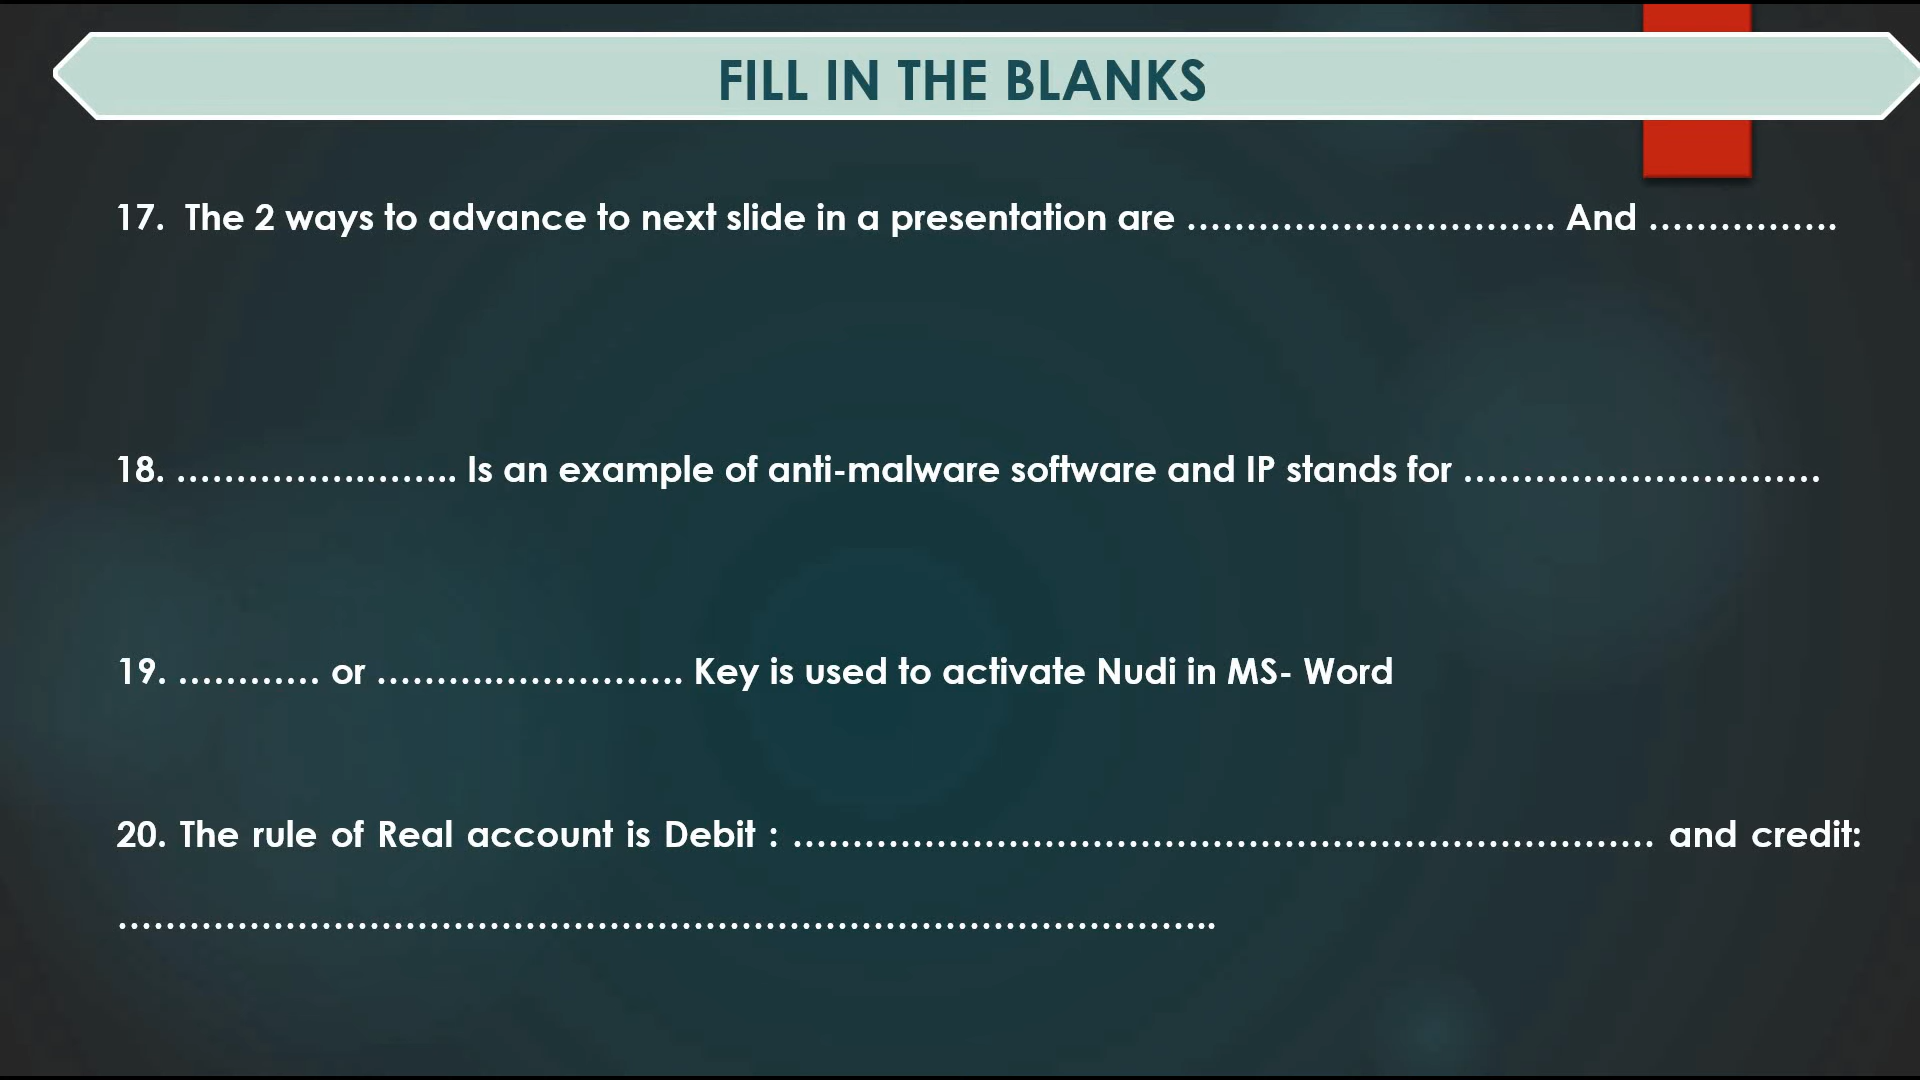 FILL IN THE BLANKS
17. The 2 ways to advance to next slide in a presentation are ............................... And ................
18. ........................ Is an example of anti-malware software and IP stands for ..............................
19. ............ or .......................... Key is used to activate Nudi in MS- Word
20. The rule of Real account is Debit : ........................................................................ and credit:
............................................................................................